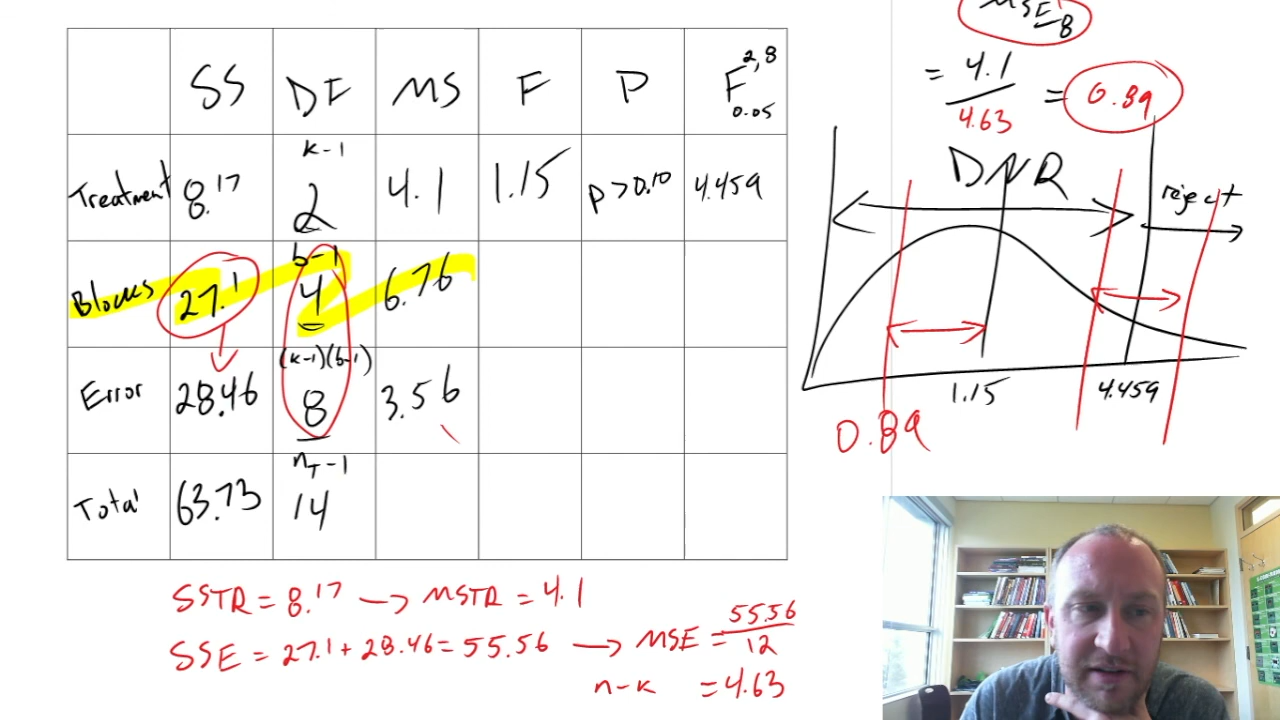 SS DF MS F P F 2,8 0.05
k-1
Treatment 8.17 2 4.1 1.15 P > 0.10 4.459
b-1
Blocks 27.1 4 6.76
(k-1)(b-1)
Error 28.46 8 3.56
nT-1
Total 63.73 14
SSTR = 8.17 → MSTR = 4.1
SSE = 27.1 + 28.46 = 55.56 → MSE = 55.56
12
n-k = 4.63
MSE 8
= 4.1
4.63
= 0.89
DNR reject
1.15 4.459
0.89